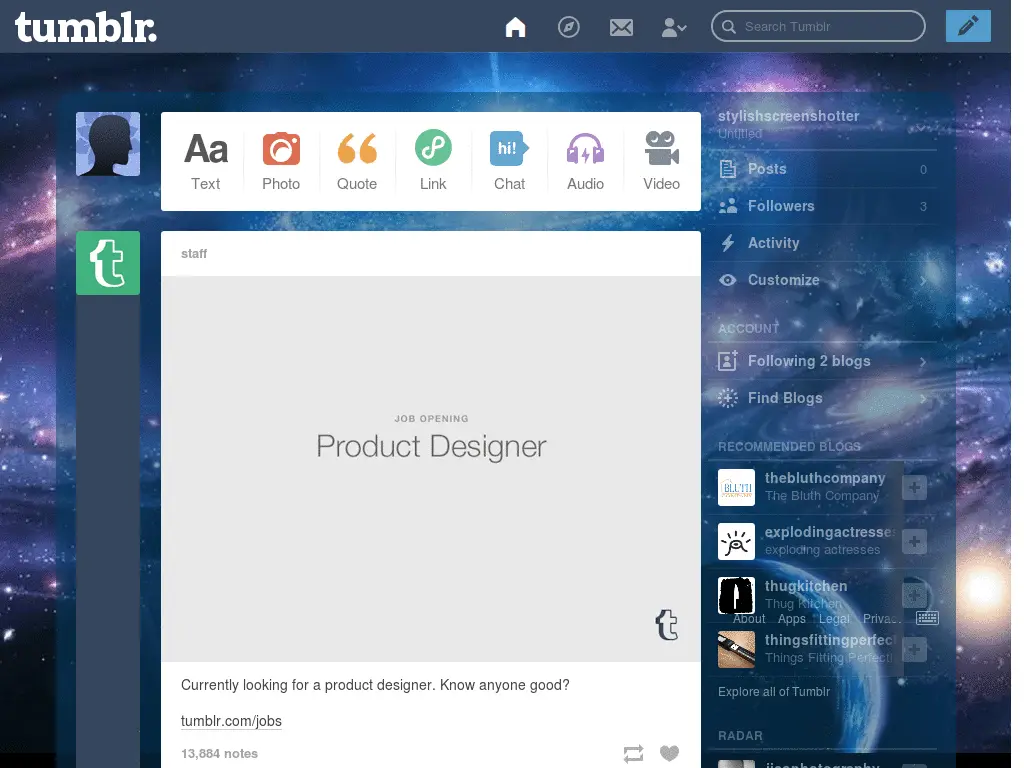 tumblr.
Search Tumblr
Aa
hi!
Text Photo Quote Link Chat Audio Video
stylishscreenshotter
Untitled
Posts 0
Followers 3
Activity
Customize
ACCOUNT
Following 2 blogs
Find Blogs
RECOMMENDED BLOGS
BLUTH
thebluthcompany
The Bluth Company
explodingactresses
exploding actresses
thugkitchen
Thug Kitchen
About Apps Legal Privac
thingsfittingperfect
Things Fitting Perfectl
Explore all of Tumblr
RADAR
t
staff
JOB OPENING
Product Designer
t
Currently looking for a product designer. Know anyone good?
tumblr.com/jobs
13,884 notes